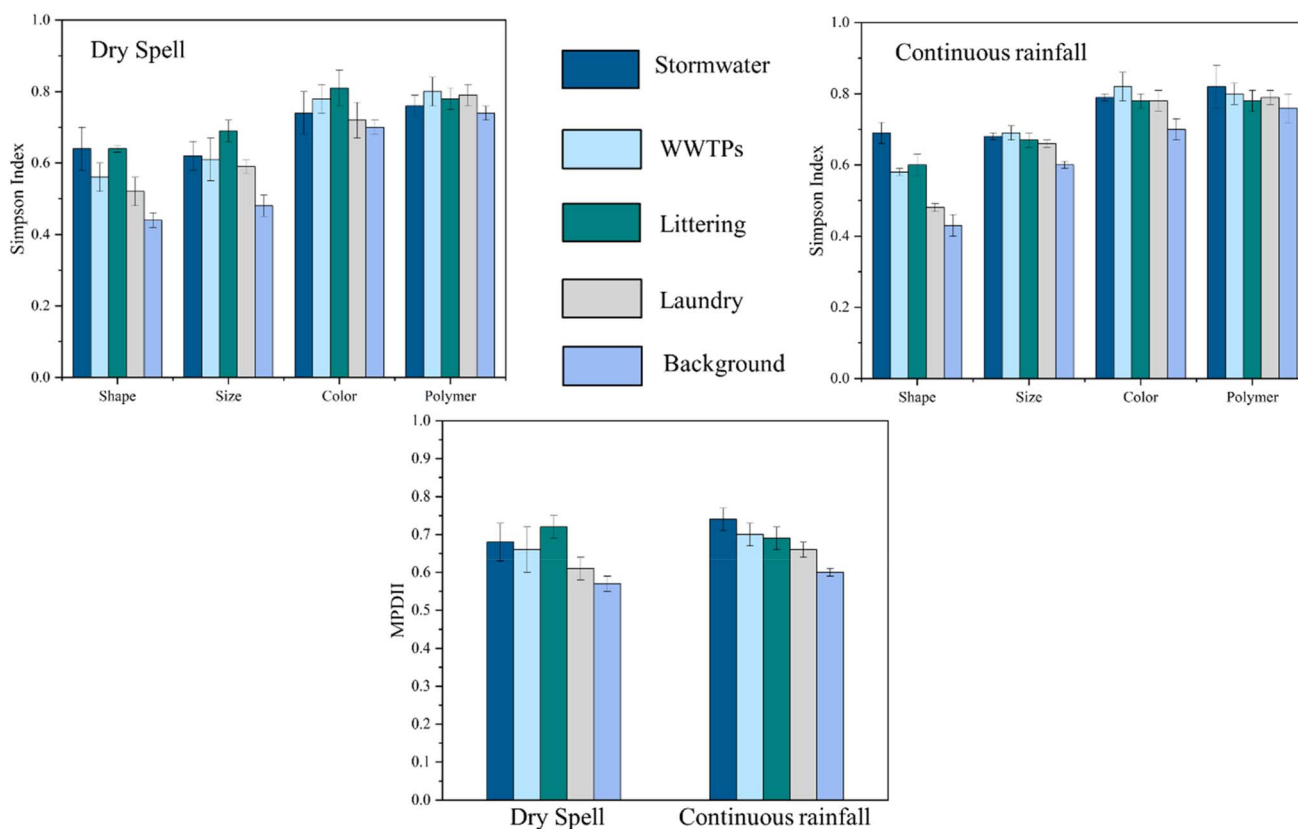 Dry Spell
Simpson Index
1.0
0.8
0.6
0.4
0.2
0.0
Shape Size Color Polymer
Stormwater
WWTPs
Littering
Laundry
Background
Continuous rainfall
Simpson Index
1.0
0.8
0.6
0.4
0.2
0.0
Shape Size Color Polymer
MPDII
1.0
0.9
0.8
0.7
0.6
0.5
0.4
0.3
0.2
0.1
0.0
Dry Spell Continuous rainfall